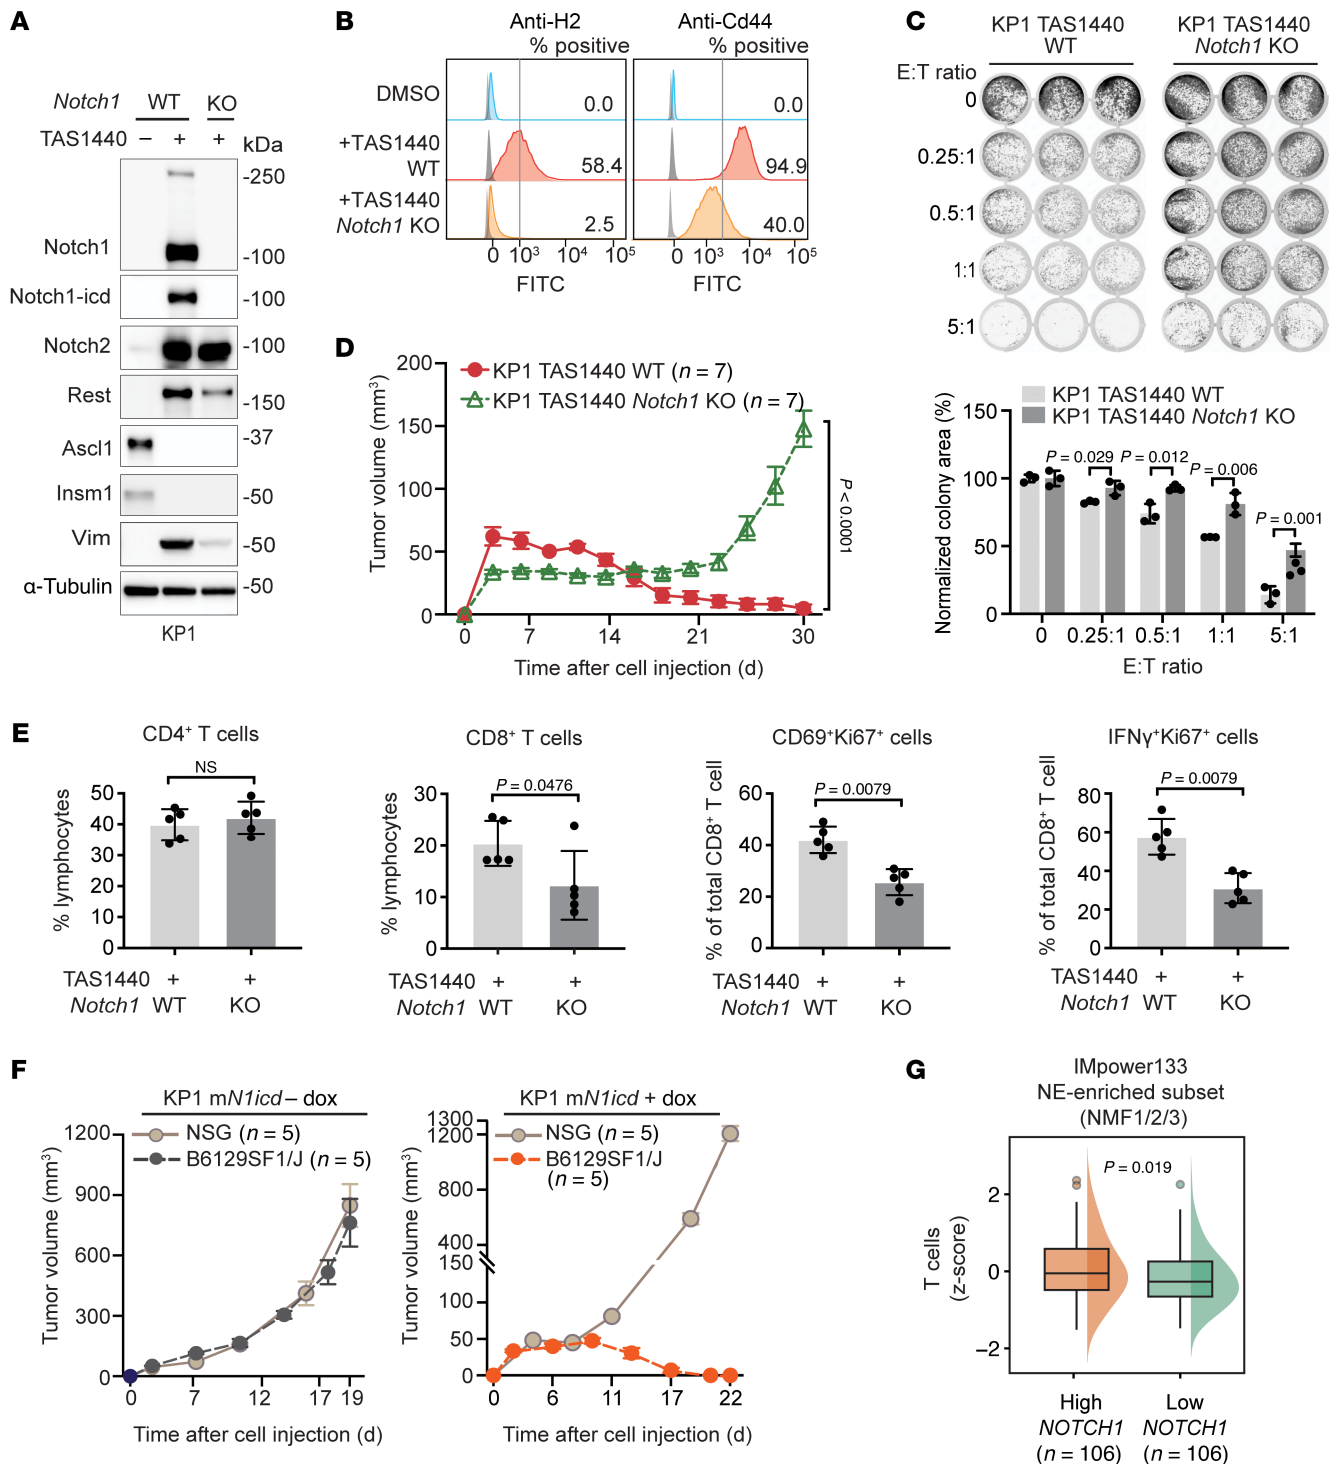 A
Notch1 WT KO
TAS1440 – + + kDa
-250
Notch1
-100
Notch1-icd -100
Notch2 -100
Rest
-150
-37
Ascl1
Insm1 -50
Vim -50
α-Tubulin -50
KP1
B
Anti-H2 Anti-Cd44
% positive % positive
DMSO 0.0 0.0
+TAS1440
WT 58.4 94.9
+TAS1440
Notch1 KO 2.5 40.0
0 10³ 10⁴ 10⁵ 0 10³ 10⁴ 10⁵
FITC FITC
C
KP1 TAS1440 KP1 TAS1440
WT Notch1 KO
E:T ratio
0
0.25:1
0.5:1
1:1
5:1
KP1 TAS1440 WT
KP1 TAS1440 Notch1 KO
Normalized colony area (%)
150
100
50
0
P = 0.029 P = 0.012
P = 0.006
P = 0.001
0 0.25:1 0.5:1 1:1 5:1
E:T ratio
D
Tumor volume (mm³)
200
150
100
50
0
KP1 TAS1440 WT (n = 7)
KP1 TAS1440 Notch1 KO (n = 7)
P < 0.0001
0 7 14 21 30
Time after cell injection (d)
E
CD4⁺ T cells
NS
% lymphocytes
50
40
30
20
10
0
TAS1440 + +
Notch1 WT KO
CD8⁺ T cells
P = 0.0476
% lymphocytes
30
20
10
0
TAS1440 + +
Notch1 WT KO
CD69⁺Ki67⁺ cells
P = 0.0079
% of total CD8⁺ T cell
60
40
20
0
TAS1440 + +
Notch1 WT KO
IFNγ⁺Ki67⁺ cells
P = 0.0079
% of total CD8⁺ T cell
80
60
40
20
0
TAS1440 + +
Notch1 WT KO
F
KP1 mN1icd – dox
NSG (n = 5)
B6129SF1/J (n = 5)
Tumor volume (mm³)
1200
900
600
300
0
0 7 12 17 19
Time after cell injection (d)
KP1 mN1icd + dox
NSG (n = 5)
B6129SF1/J
(n = 5)
Tumor volume (mm³)
1300
1200
800
400
150
100
50
0
0 6 11 17 22
Time after cell injection (d)
G
IMpower133
NE-enriched subset
(NMF1/2/3)
P = 0.019
T cells
(z-score)
2
0
–2
High Low
NOTCH1 NOTCH1
(n = 106) (n = 106)